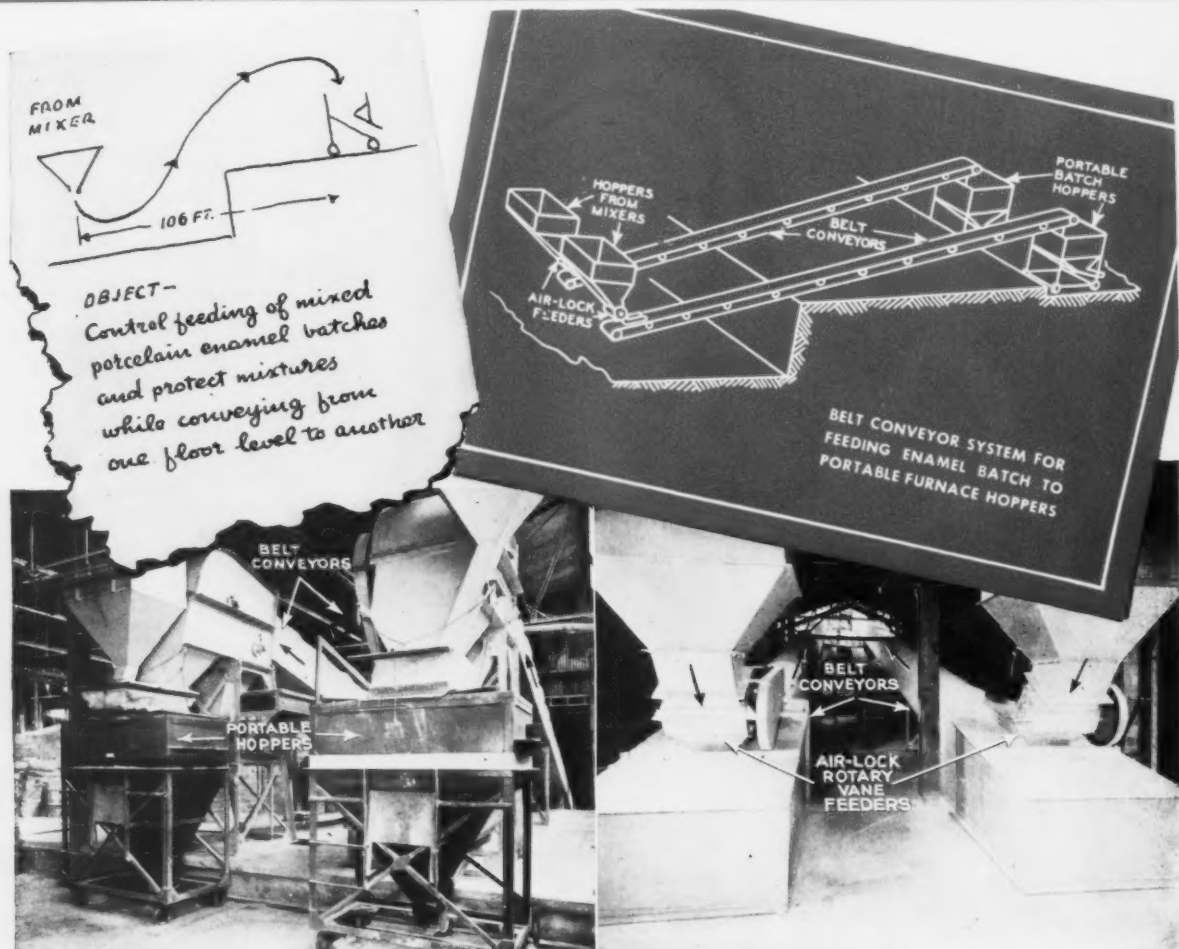 FROM
MIXER
106 FT.
OBJECT—
Control feeding of mixed
porcelain enamel batches
and protect mixtures
while conveying from
one floor level to another
HOPPERS
FROM
MIXERS
PORTABLE
BATCH
HOPPERS
BELT
CONVEYORS
AIR-LOCK
FEEDERS
BELT CONVEYOR SYSTEM FOR
FEEDING ENAMEL BATCH TO
PORTABLE FURNACE HOPPERS
BELT
CONVEYORS
PORTABLE
HOPPERS
BELT
CONVEYORS
AIR-LOCK
ROTARY
VANE
FEEDERS